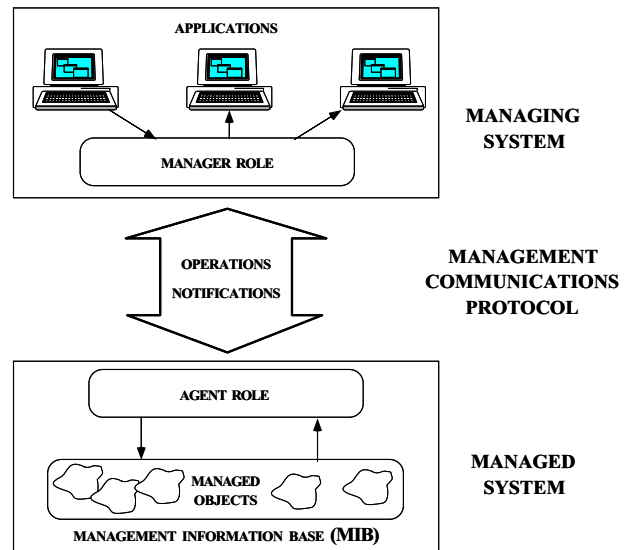 APPLICATIONS
MANAGER ROLE
MANAGING
SYSTEM
OPERATIONS
NOTIFICATIONS
MANAGEMENT
COMMUNICATIONS
PROTOCOL
AGENT ROLE
MANAGED
OBJECTS
MANAGEMENT INFORMATION BASE (MIB)
MANAGED
SYSTEM